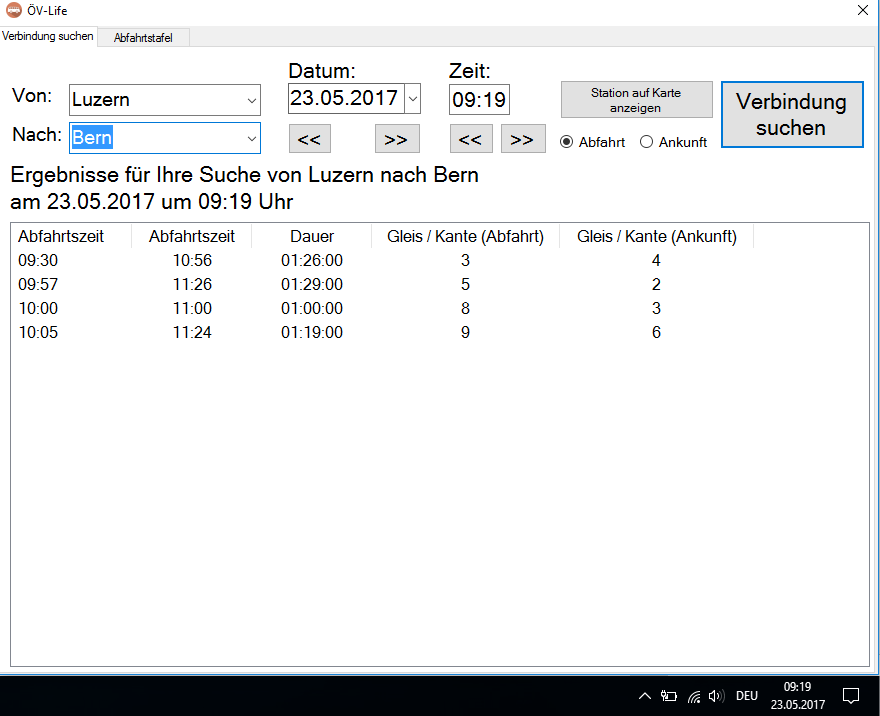 ÖV-Life
Verbindung suchen Abfahrtstafel
Datum: Zeit:
Von: Luzern 23.05.2017 09:19 Station auf Karte anzeigen Verbindung suchen
Nach: Bern << >> << >> Abfahrt Ankunft
Ergebnisse für Ihre Suche von Luzern nach Bern
am 23.05.2017 um 09:19 Uhr
Abfahrtszeit Abfahrtszeit Dauer Gleis / Kante (Abfahrt) Gleis / Kante (Ankunft)
09:30 10:56 01:26:00 3 4
09:57 11:26 01:29:00 5 2
10:00 11:00 01:00:00 8 3
10:05 11:24 01:19:00 9 6
DEU 09:19
23.05.2017